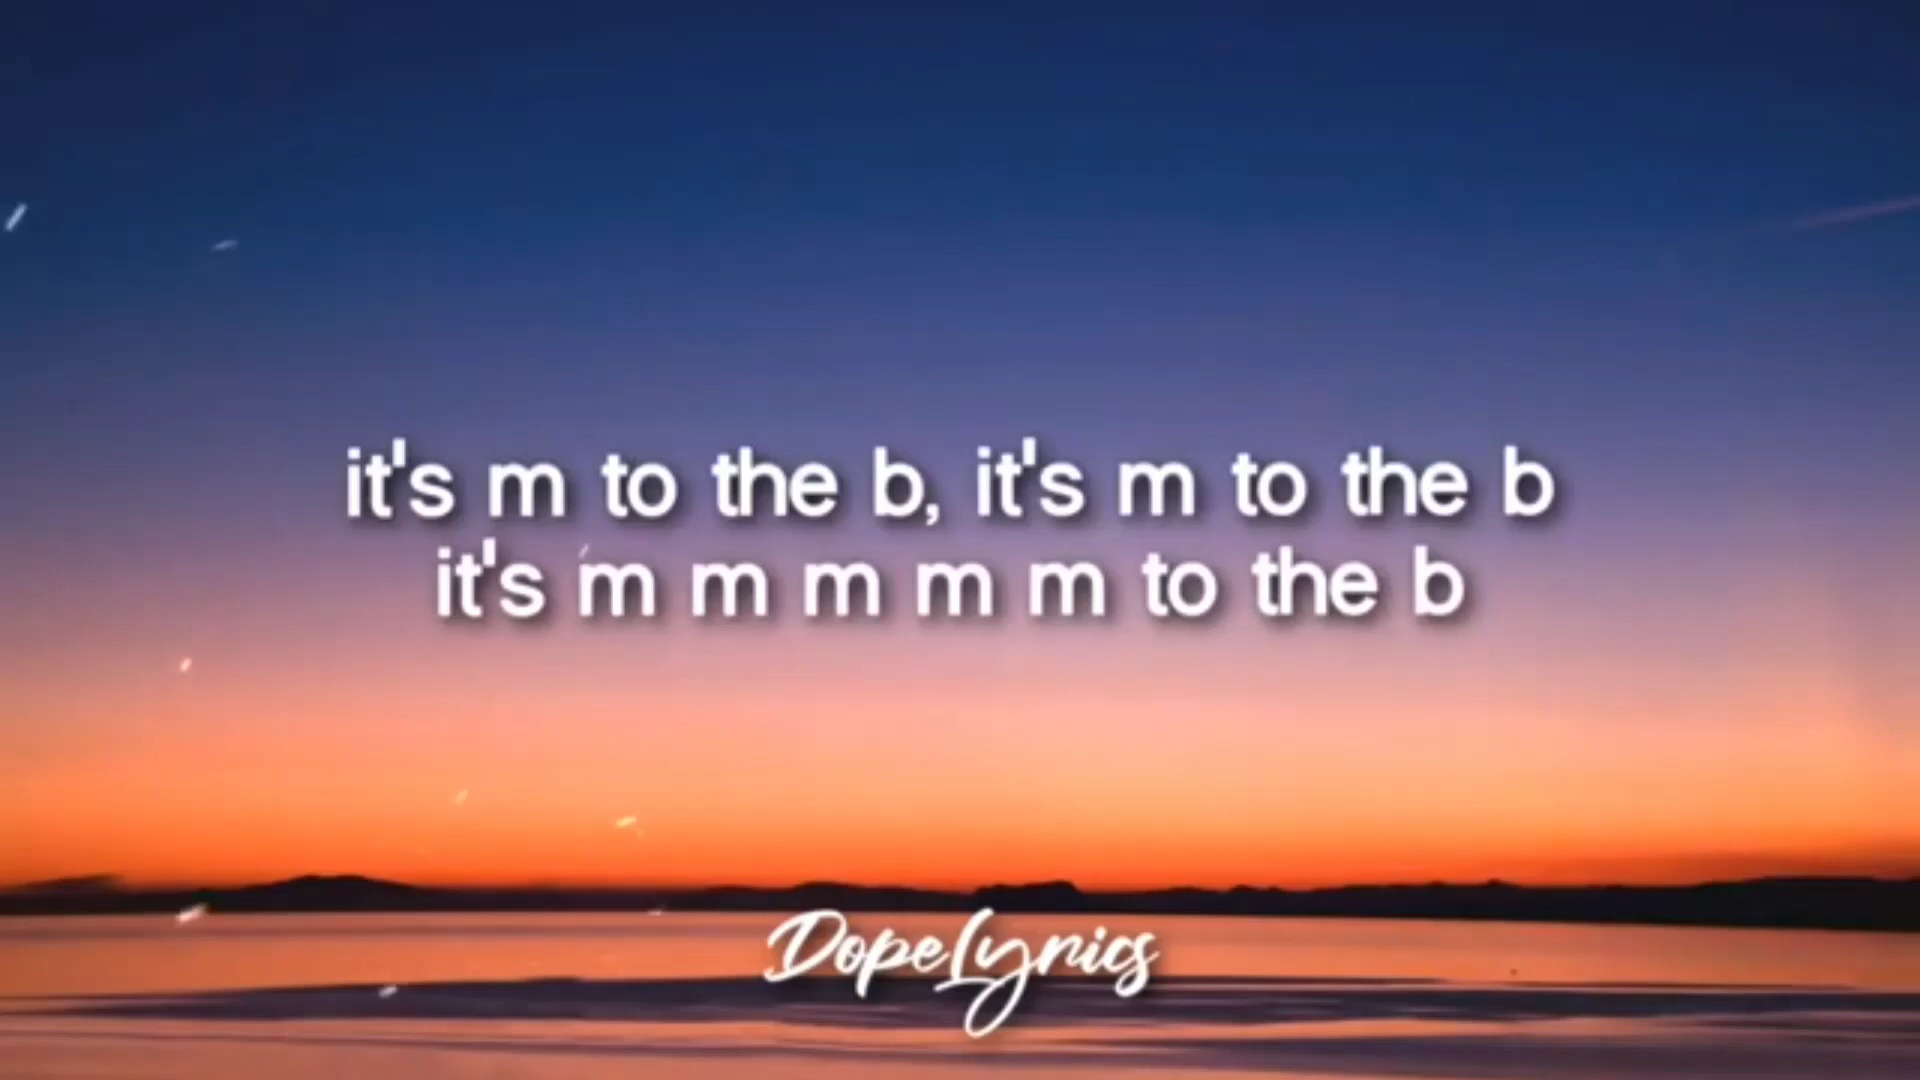 it's m to the b, it's m to the b
it's m m m m m to the b
DopeLyrics